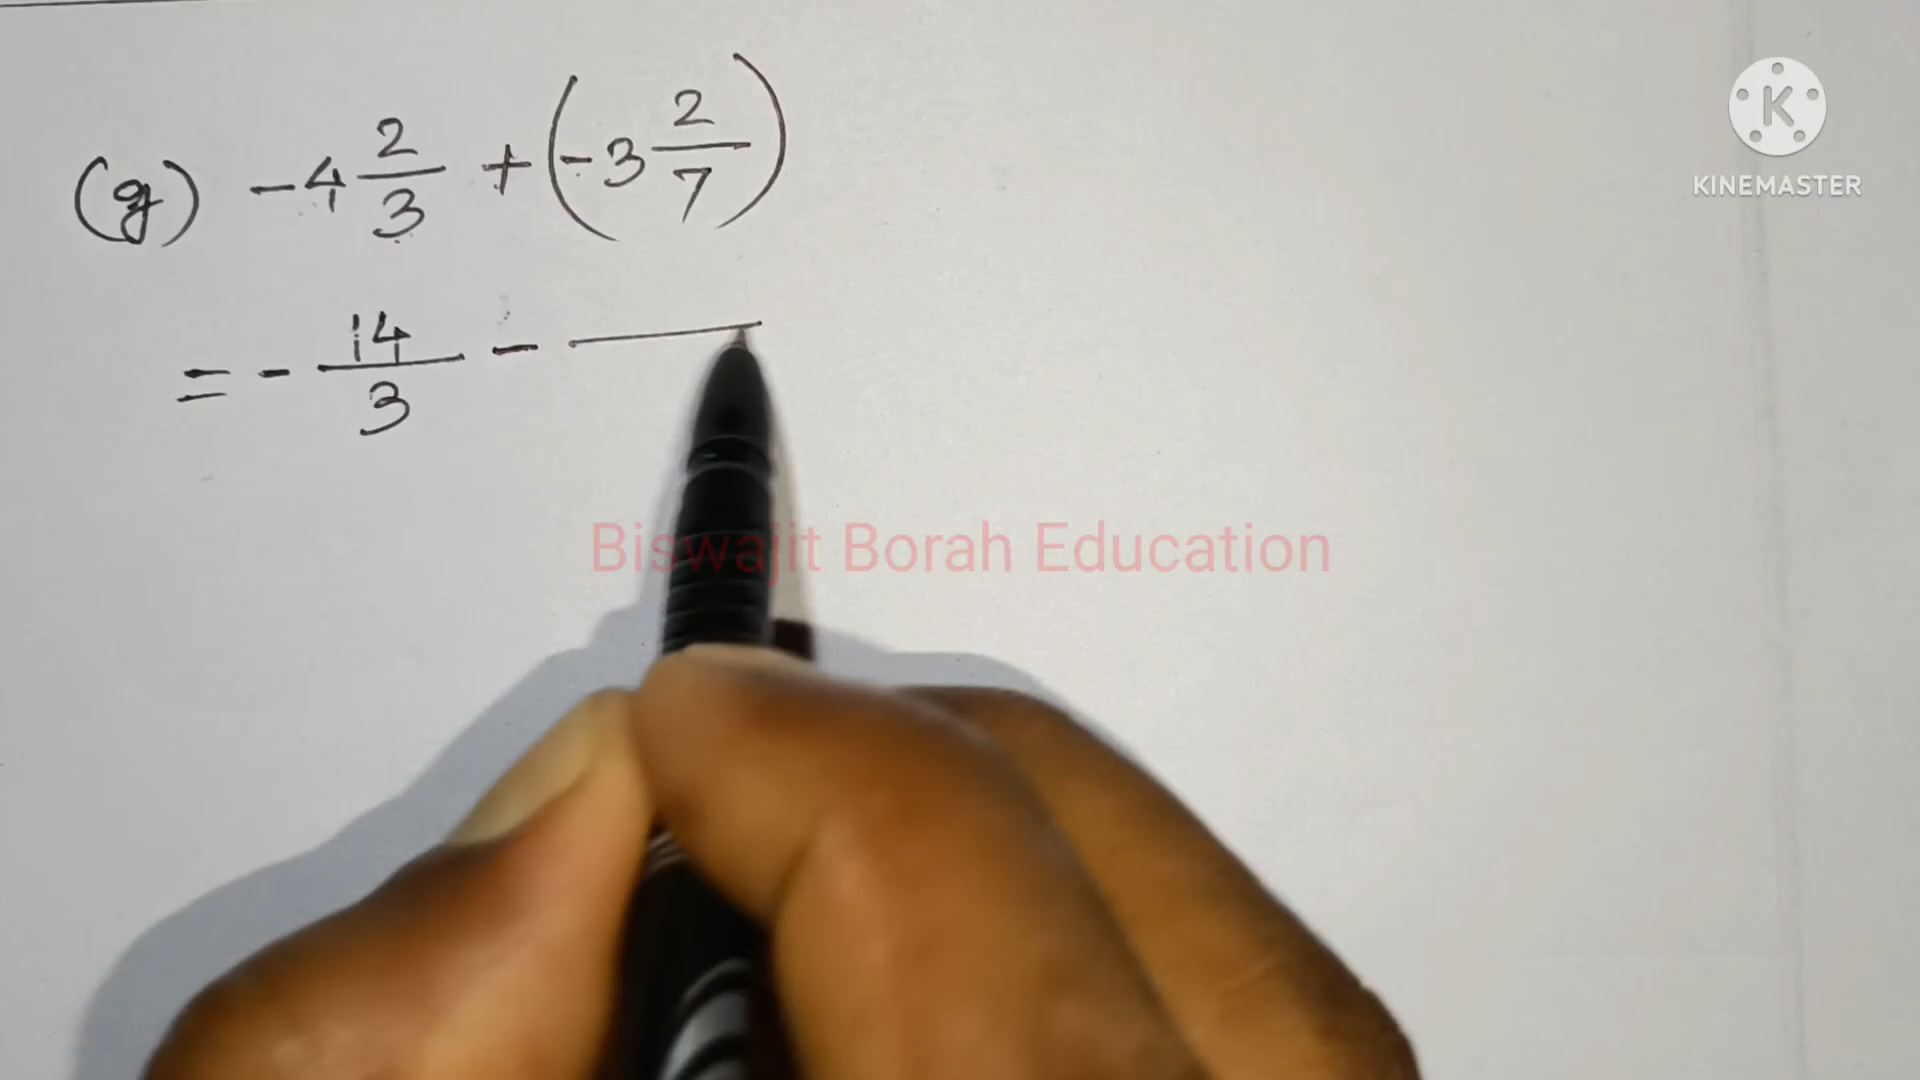 (g) -4 2/3 + (-3 2/7)
KINEMASTER
= - 14/3 -
Biswajit Borah Education